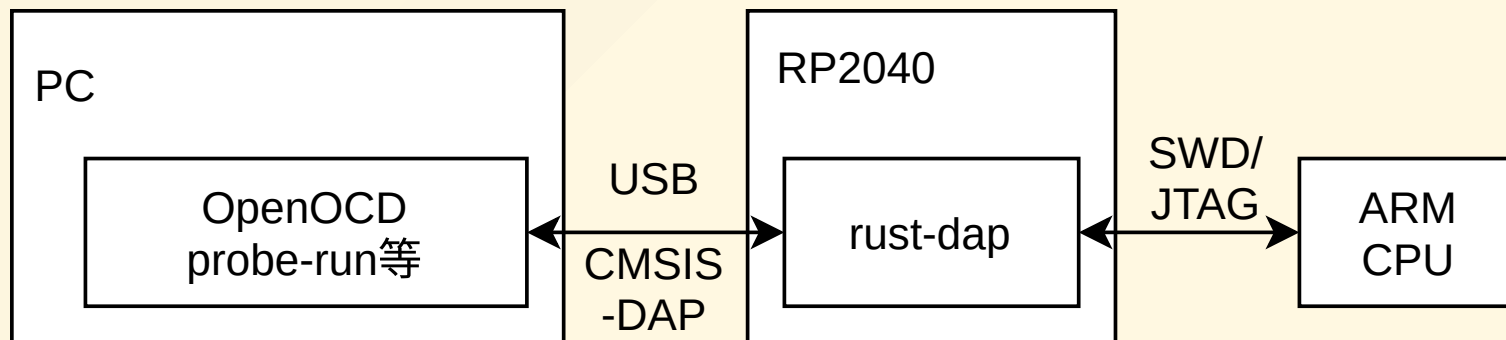 PC
OpenOCD
probe-run等
USB
CMSIS
-DAP
RP2040
rust-dap
SWD/
JTAG
ARM
CPU